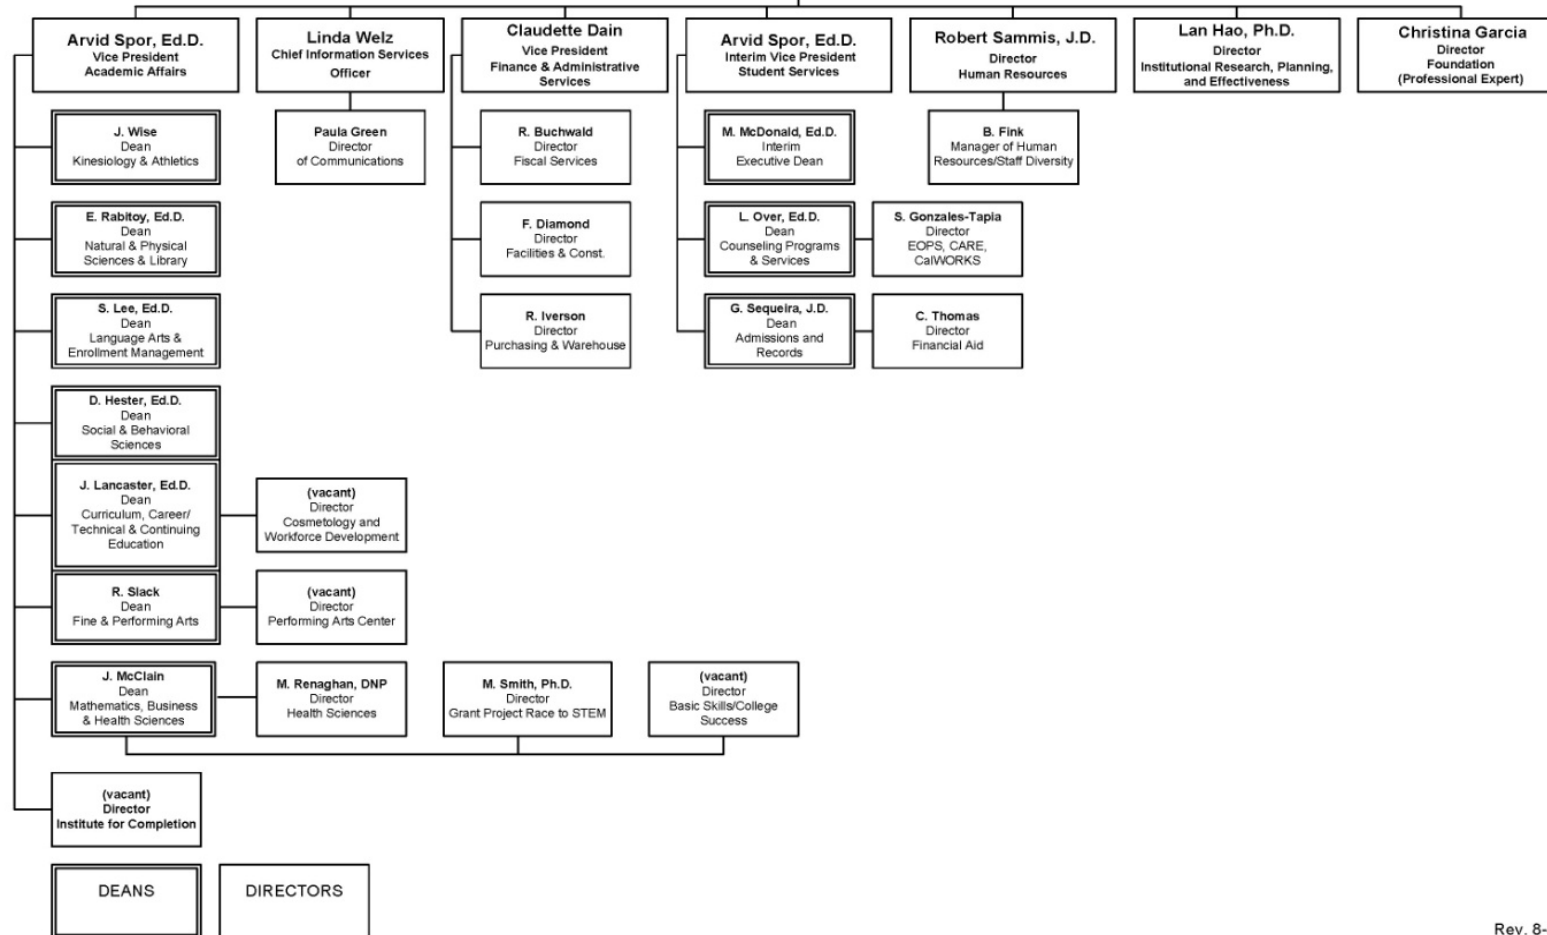 Arvid Spor, Ed.D.
Vice President
Academic Affairs
Linda Welz
Chief Information Services
Officer
Claudette Dain
Vice President
Finance & Administrative
Services
Arvid Spor, Ed.D.
Interim Vice President
Student Services
Robert Sammis, J.D.
Director
Human Resources
Lan Hao, Ph.D.
Director
Institutional Research, Planning,
and Effectiveness
Christina Garcia
Director
Foundation
(Professional Expert)
J. Wise
Dean
Kinesiology & Athletics
Paula Green
Director
of Communications
R. Buchwald
Director
Fiscal Services
M. McDonald, Ed.D.
Interim
Executive Dean
B. Fink
Manager of Human
Resources/Staff Diversity
E. Rabitoy, Ed.D.
Dean
Natural & Physical
Sciences & Library
F. Diamond
Director
Facilities & Const.
L. Over, Ed.D.
Dean
Counseling Programs
& Services
S. Gonzales-Tapia
Director
EOPS, CARE,
CalWORKS
S. Lee, Ed.D.
Dean
Language Arts &
Enrollment Management
R. Iverson
Director
Purchasing & Warehouse
G. Sequeira, J.D.
Dean
Admissions and
Records
C. Thomas
Director
Financial Aid
D. Hester, Ed.D.
Dean
Social & Behavioral
Sciences
J. Lancaster, Ed.D.
Dean
Curriculum, Career/
Technical & Continuing
Education
(vacant)
Director
Cosmetology and
Workforce Development
R. Slack
Dean
Fine & Performing Arts
(vacant)
Director
Performing Arts Center
J. McClain
Dean
Mathematics, Business
& Health Sciences
M. Renaghan, DNP
Director
Health Sciences
M. Smith, Ph.D.
Director
Grant Project Race to STEM
(vacant)
Director
Basic Skills/College
Success
(vacant)
Director
Institute for Completion
DEANS
DIRECTORS
Rev. 8-